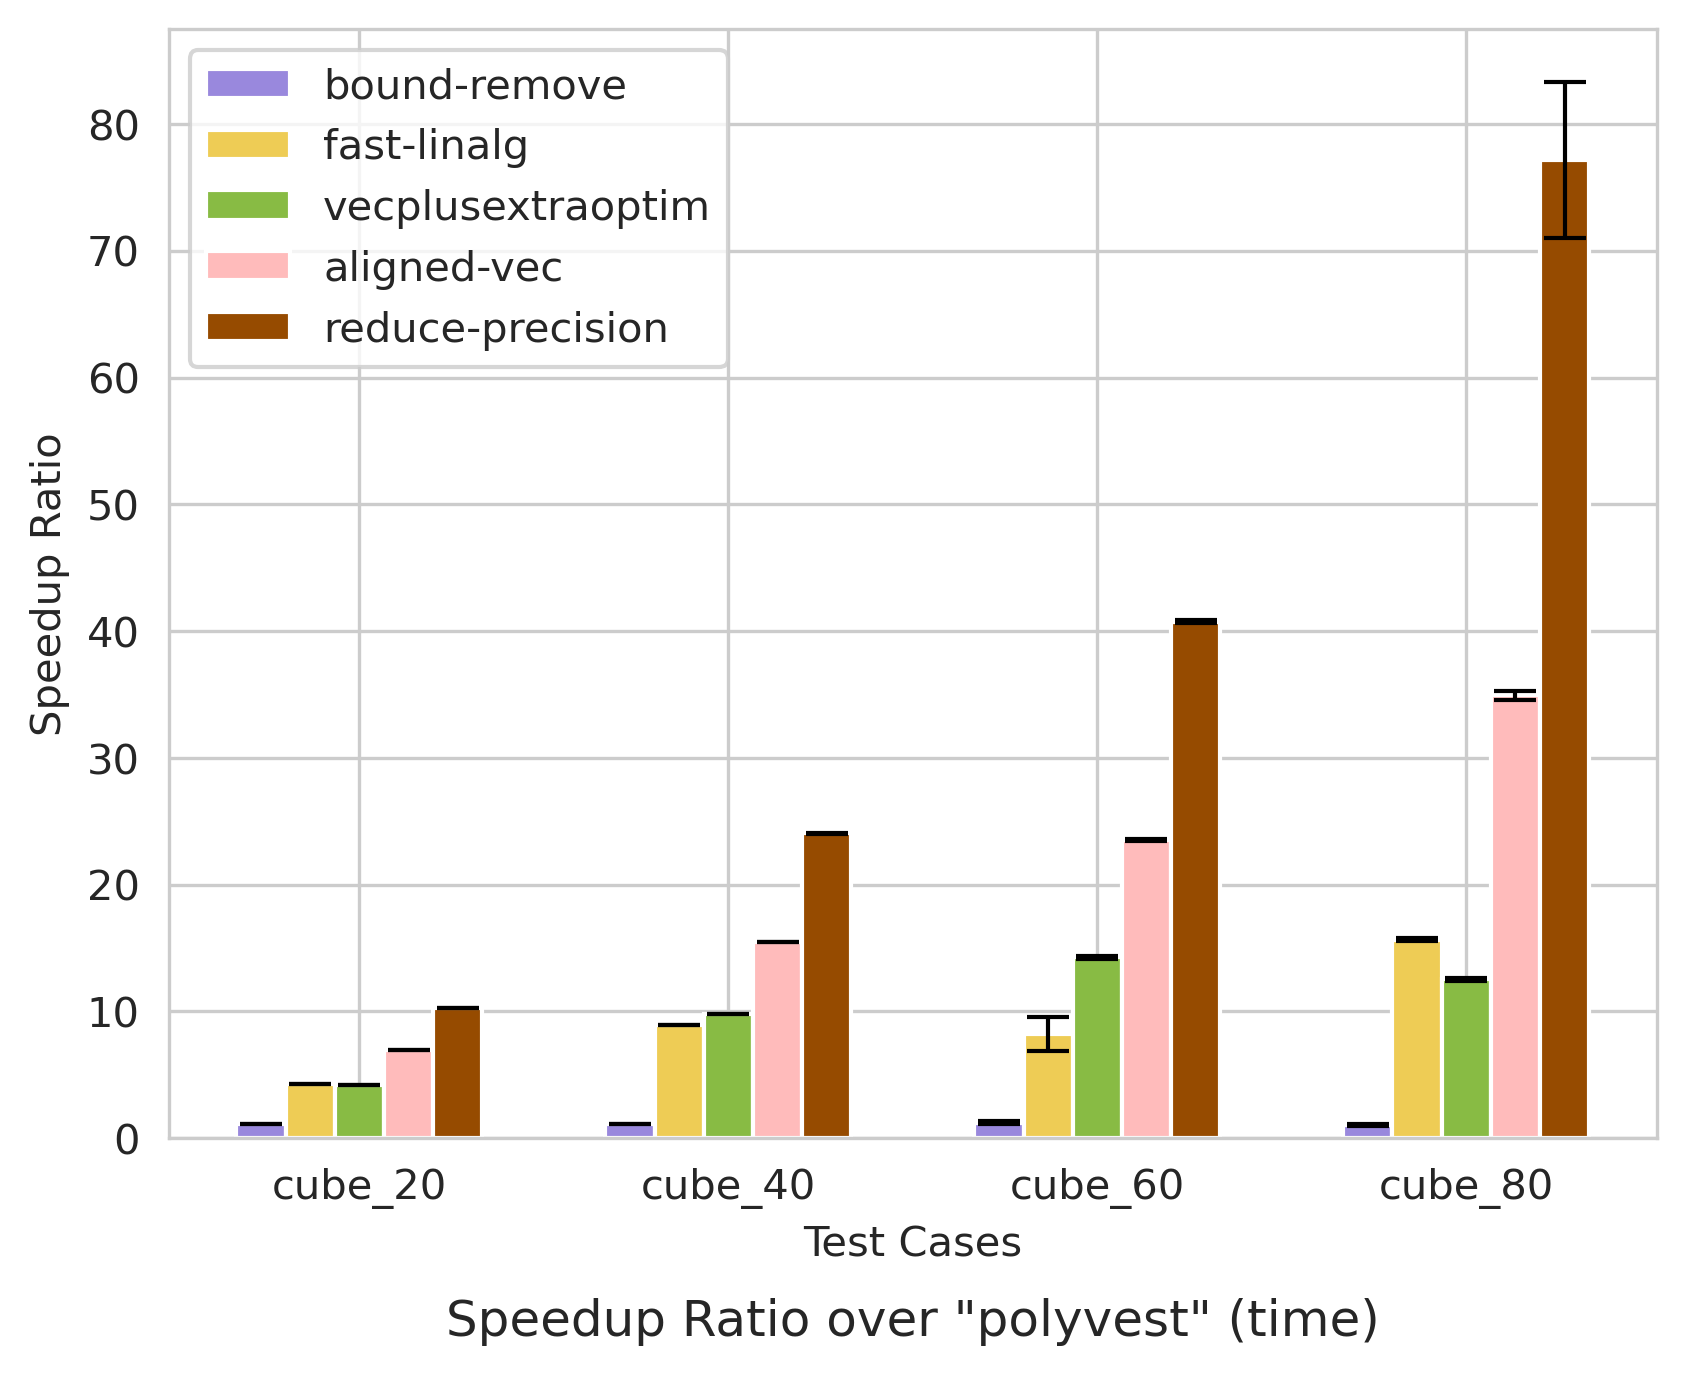 bound-remove
fast-linalg
vecplusextraoptim
aligned-vec
reduce-precision
80
70
60
50
40
30
20
10
0
Speedup Ratio
cube_20 cube_40 cube_60 cube_80
Test Cases
Speedup Ratio over "polyvest" (time)